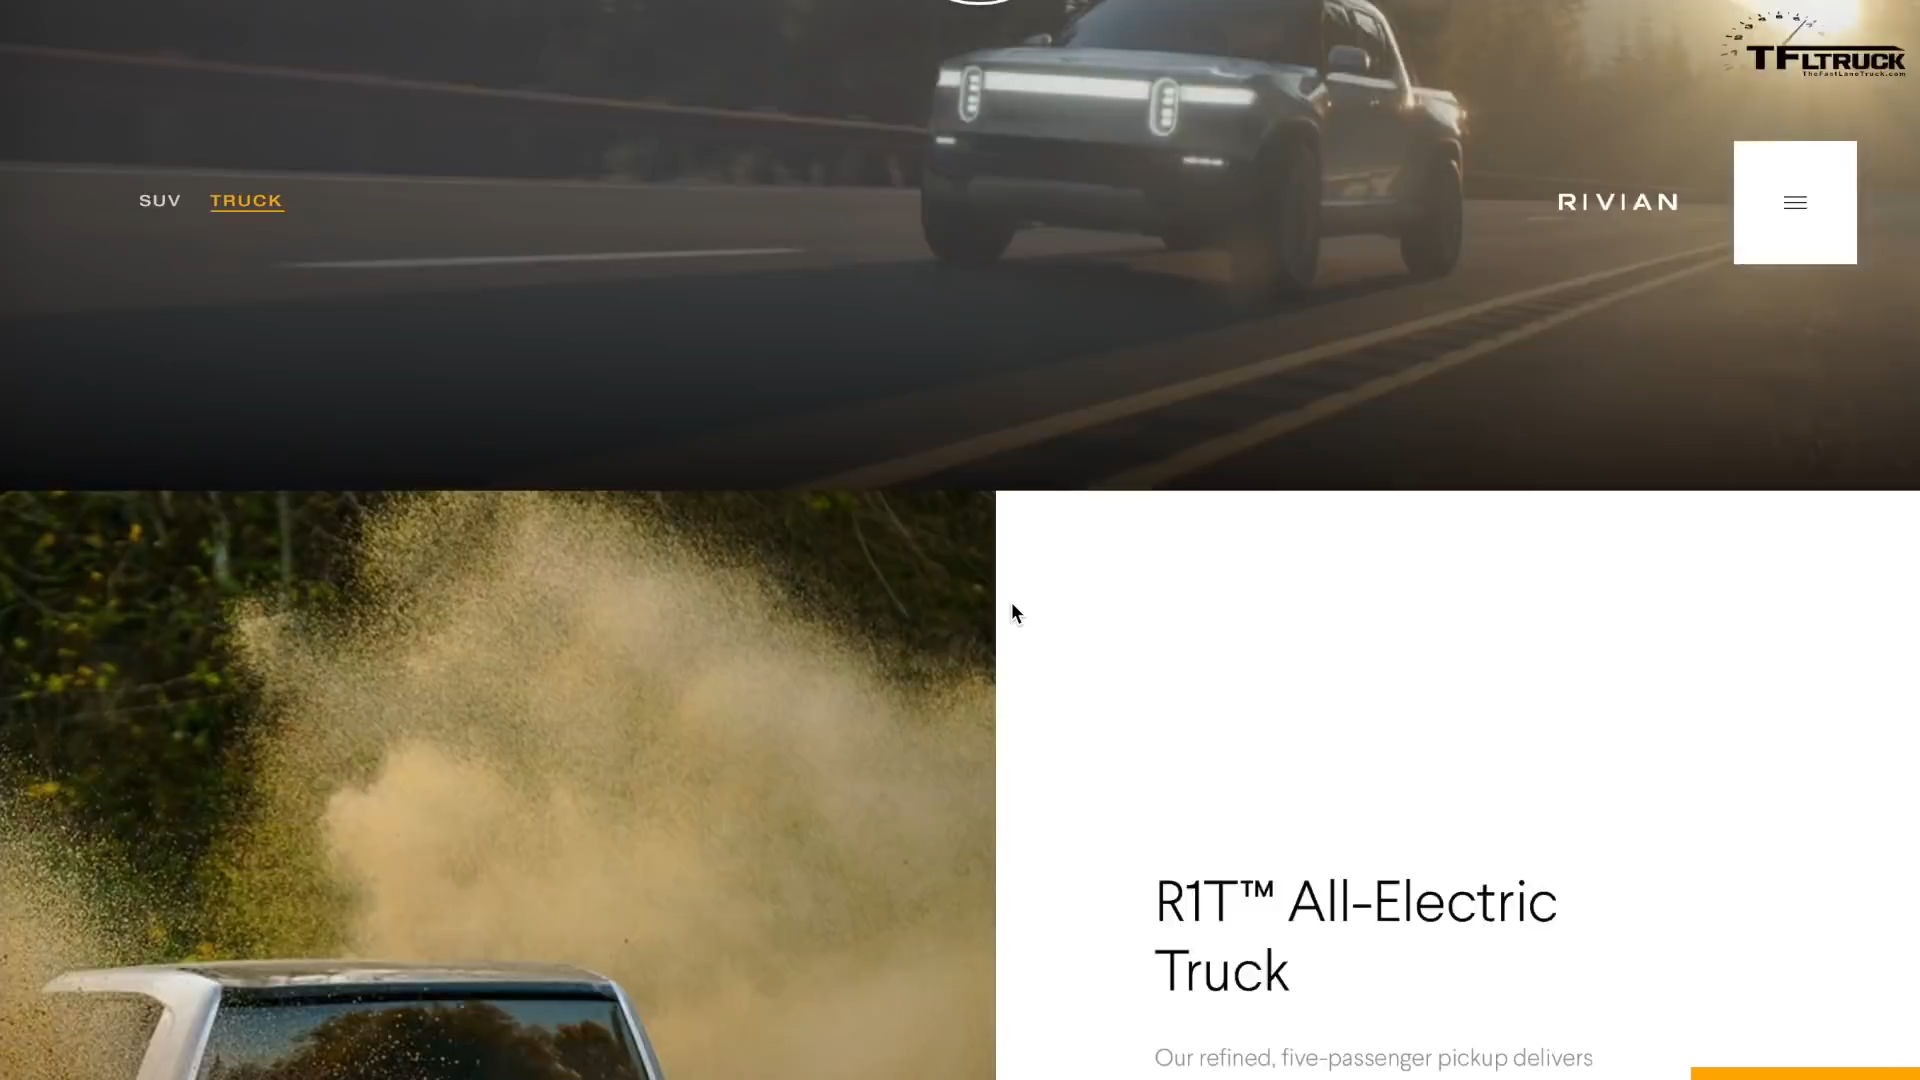 TFLTRUCK
TheFastLaneTruck.com
SUV TRUCK
RIVIAN
R1T™ All-Electric
Truck
Our refined, five-passenger pickup delivers